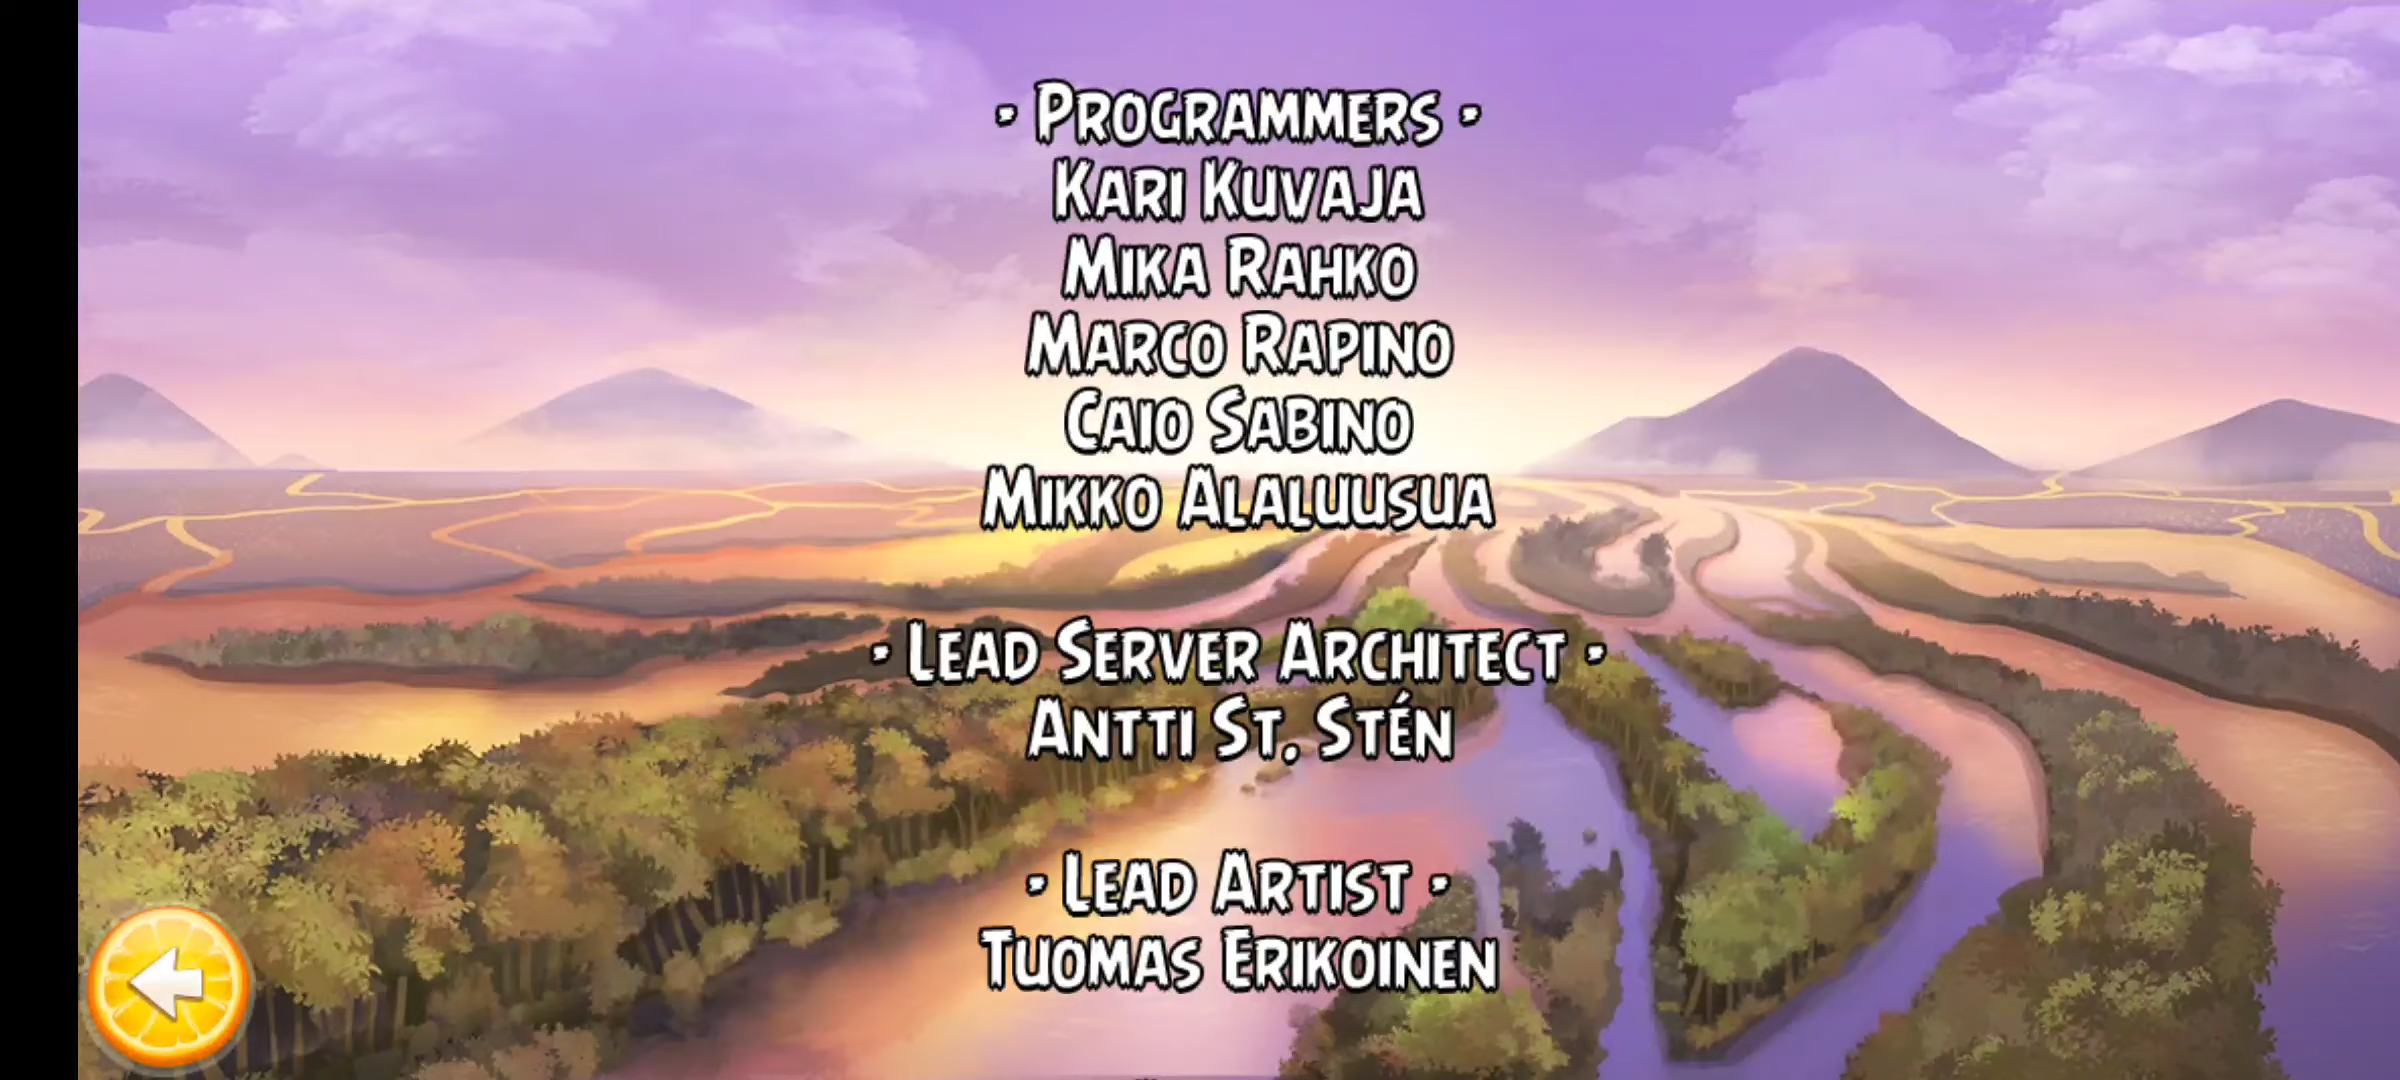 • Programmers •
Kari Kuvaja
Mika Rahko
Marco Rapino
Caio Sabino
Mikko Alaluusua
• Lead Server Architect •
Antti St. Stén
• Lead Artist •
Tuomas Erikoinen